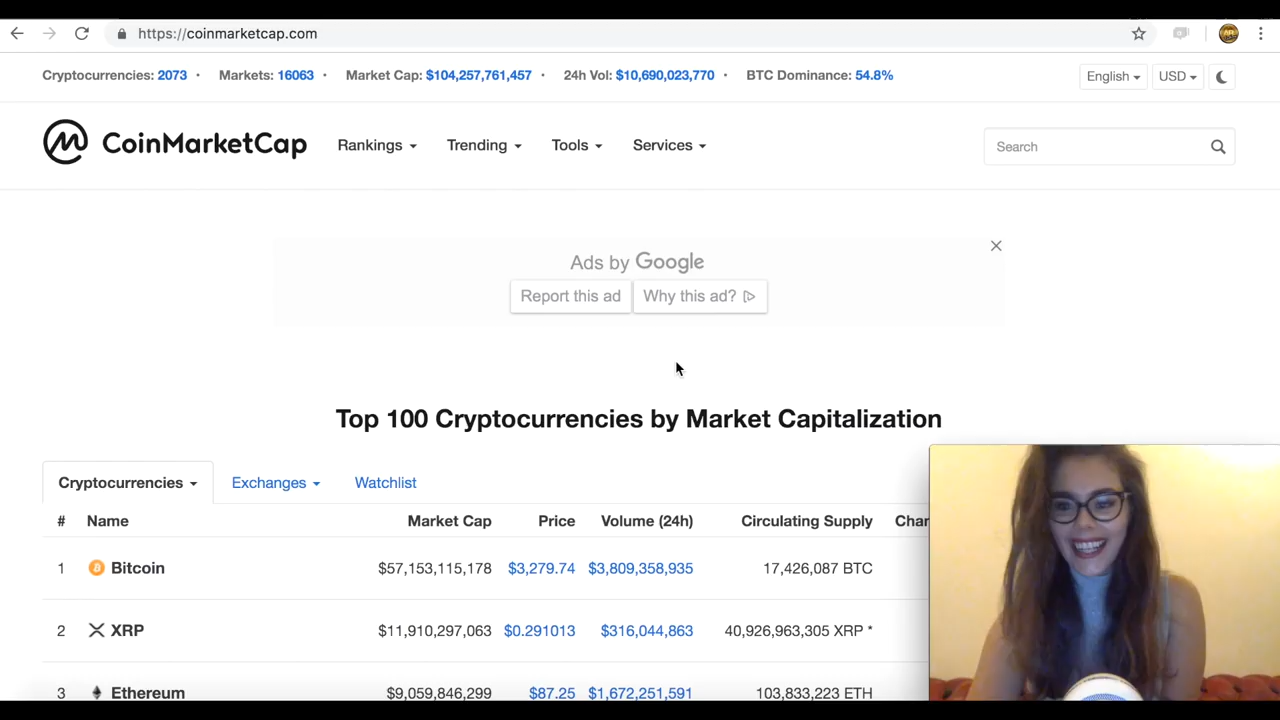 https://coinmarketcap.com
Cryptocurrencies: 2073 • Markets: 16063 • Market Cap: $104,257,761,457 • 24h Vol: $10,690,023,770 • BTC Dominance: 54.8% English USD
CoinMarketCap Rankings Trending Tools Services Search
Ads by Google
Report this ad Why this ad?
Top 100 Cryptocurrencies by Market Capitalization
Cryptocurrencies Exchanges Watchlist
# Name Market Cap Price Volume (24h) Circulating Supply Chan
1 Bitcoin $57,153,115,178 $3,279.74 $3,809,358,935 17,426,087 BTC
2 XRP $11,910,297,063 $0.291013 $316,044,863 40,926,963,305 XRP *
3 Ethereum $9,059,846,299 $87.25 $1,672,251,591 103,833,223 ETH